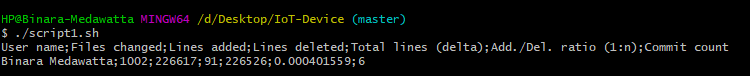 HP@Binara-Medawatta MINGW64 /d/Desktop/IoT-Device (master)
$ ./script1.sh
User name;Files changed;Lines added;Lines deleted;Total lines (delta);Add./Del. ratio (1:n);Commit count
Binara Medawatta;1002;226617;91;226526;0.000401559;6